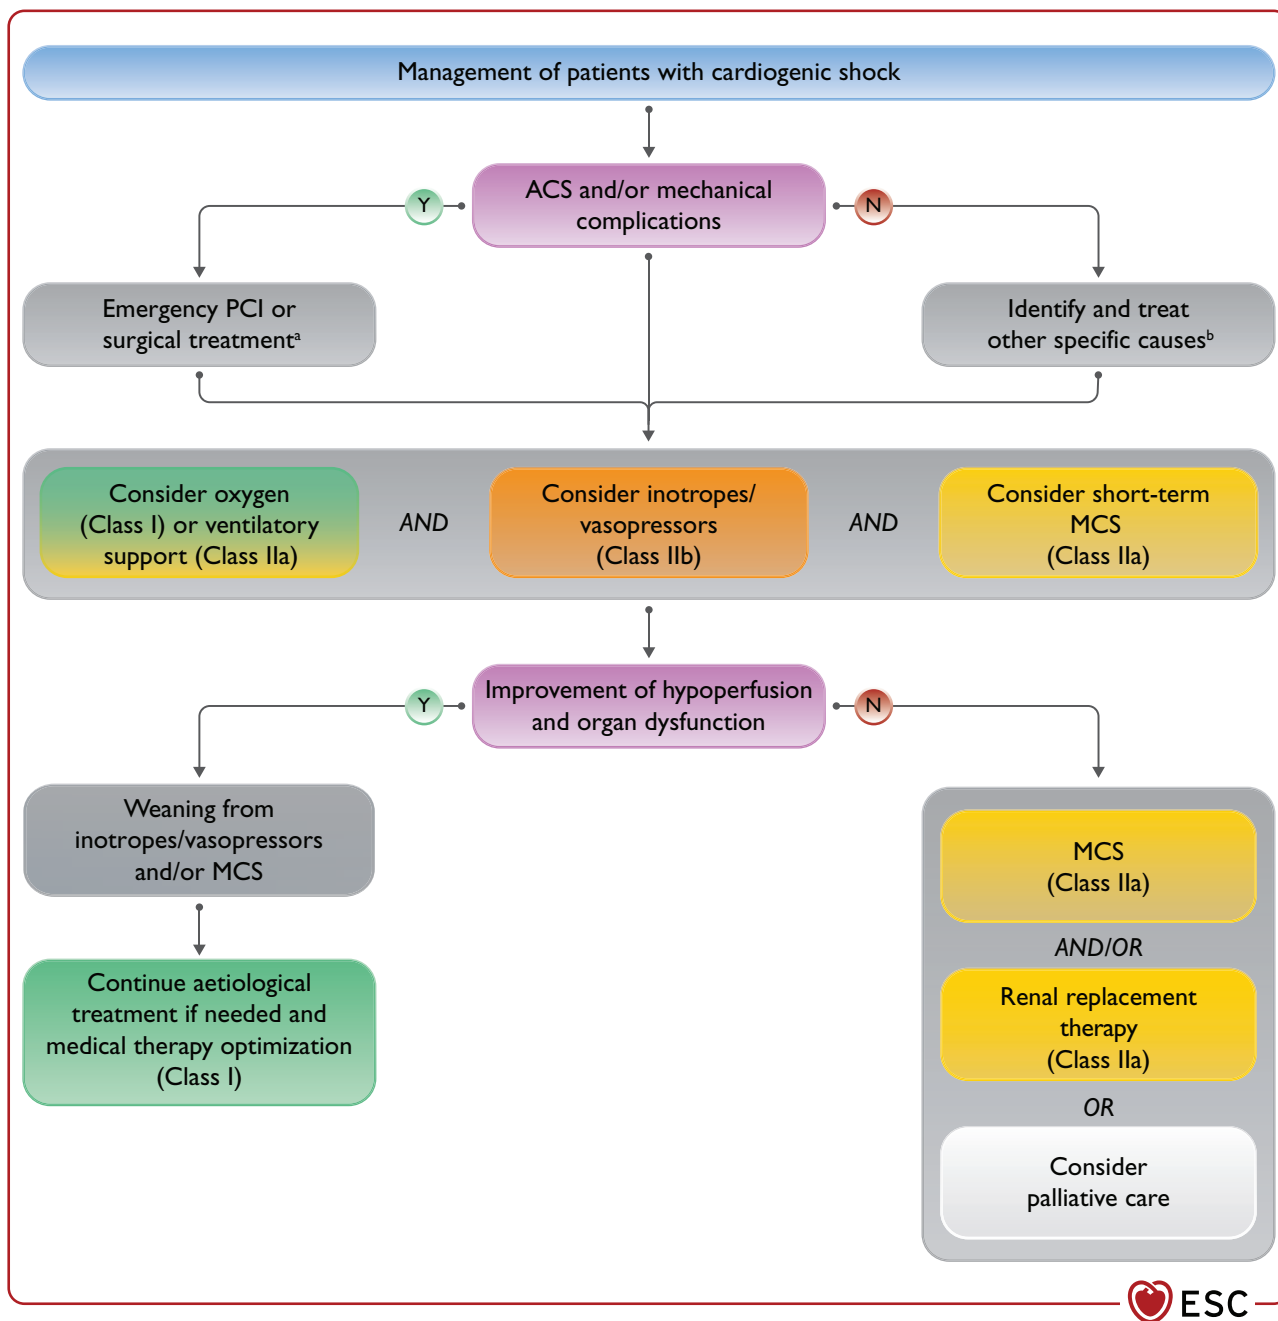 Management of patients with cardiogenic shock
ACS and/or mechanical
complications
Y
N
Emergency PCI or
surgical treatmentᵃ
Identify and treat
other specific causesᵇ
Consider oxygen
(Class I) or ventilatory
support (Class IIa)
AND
Consider inotropes/
vasopressors
(Class IIb)
AND
Consider short-term
MCS
(Class IIa)
Improvement of hypoperfusion
and organ dysfunction
Y
N
Weaning from
inotropes/vasopressors
and/or MCS
Continue aetiological
treatment if needed and
medical therapy optimization
(Class I)
MCS
(Class IIa)
AND/OR
Renal replacement
therapy
(Class IIa)
OR
Consider
palliative care
ESC